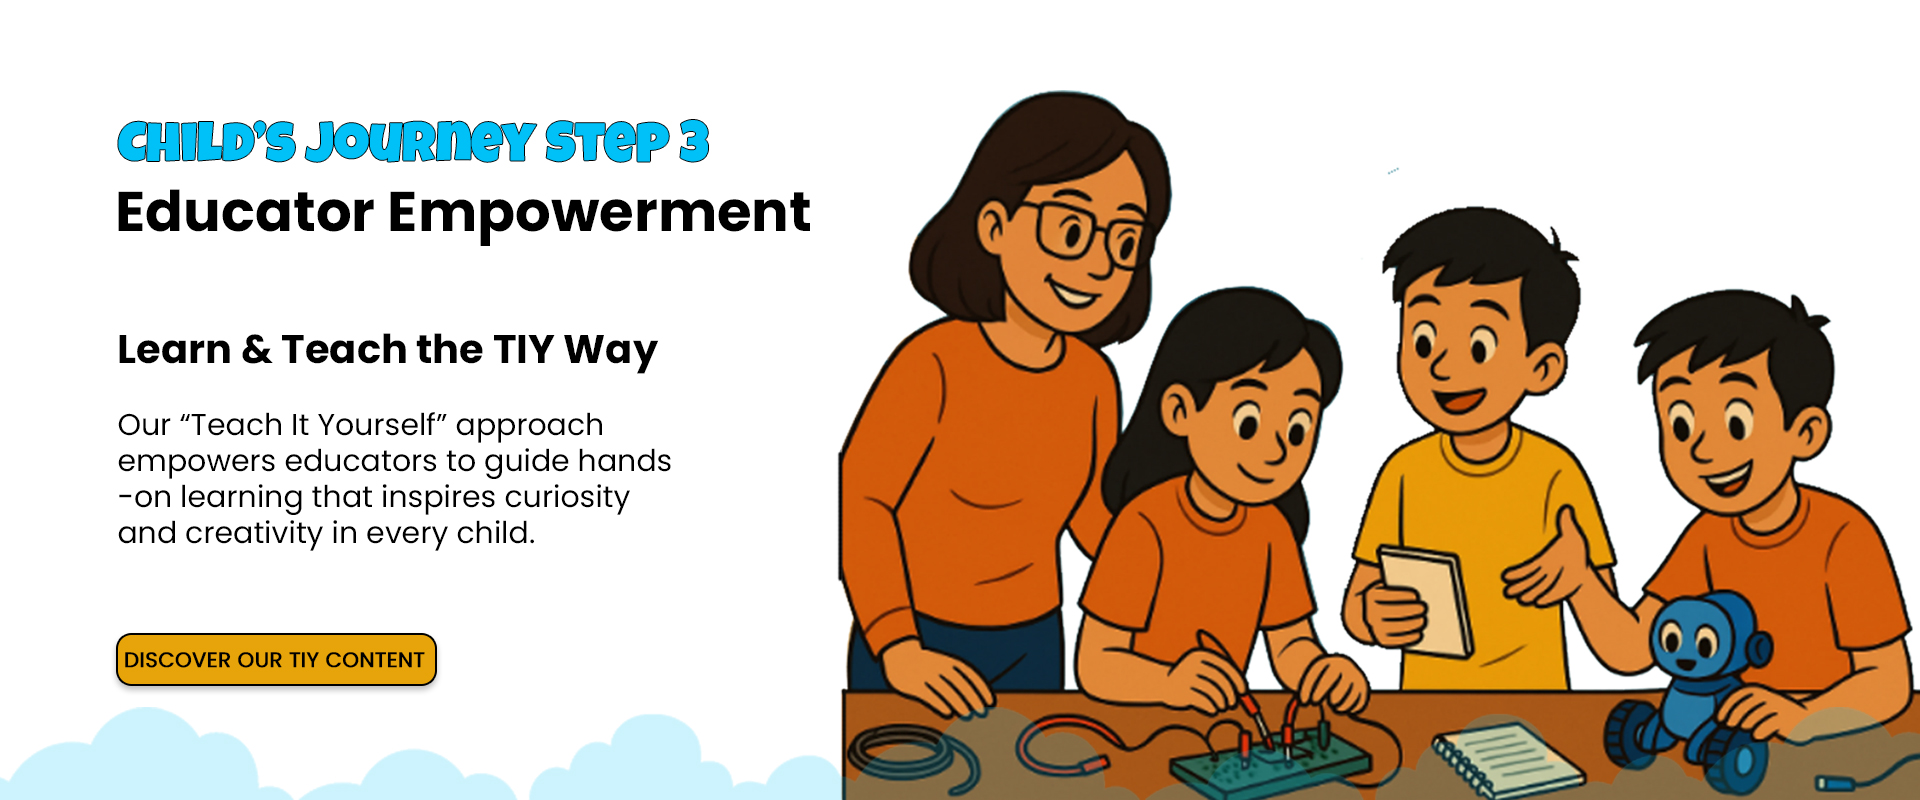 CHILD'S JOURNEY STEP 3
Educator Empowerment
Learn & Teach the TIY Way
Our “Teach It Yourself” approach
empowers educators to guide hands
-on learning that inspires curiosity
and creativity in every child.
DISCOVER OUR TIY CONTENT